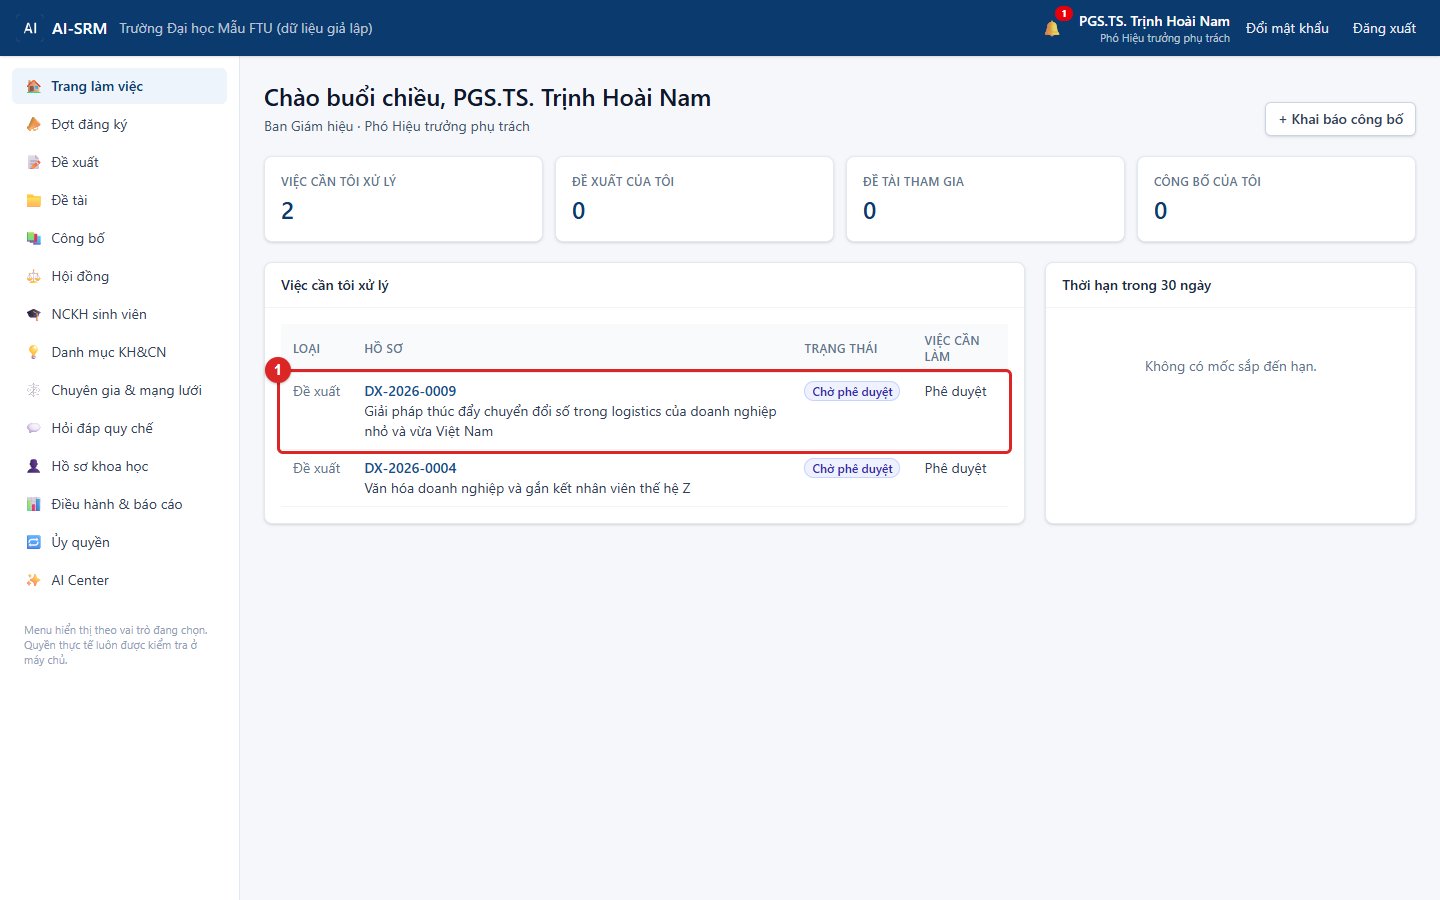 AI AI-SRM Trường Đại học Mẫu FTU (dữ liệu giả lập)
1
PGS.TS. Trịnh Hoài Nam
Phó Hiệu trưởng phụ trách
Đổi mật khẩu
Đăng xuất
Trang làm việc
Đợt đăng ký
Đề xuất
Đề tài
Công bố
Hội đồng
NCKH sinh viên
Danh mục KH&CN
Chuyên gia & mạng lưới
Hỏi đáp quy chế
Hồ sơ khoa học
Điều hành & báo cáo
Ủy quyền
AI Center
Menu hiển thị theo vai trò đang chọn.
Quyền thực tế luôn được kiểm tra ở
máy chủ.
Chào buổi chiều, PGS.TS. Trịnh Hoài Nam
Ban Giám hiệu · Phó Hiệu trưởng phụ trách
+ Khai báo công bố
VIỆC CẦN TÔI XỬ LÝ
2
ĐỀ XUẤT CỦA TÔI
0
ĐỀ TÀI THAM GIA
0
CÔNG BỐ CỦA TÔI
0
Việc cần tôi xử lý
LOẠI HỒ SƠ TRẠNG THÁI VIỆC CẦN
LÀM
1
Đề xuất DX-2026-0009 Chờ phê duyệt Phê duyệt
Giải pháp thúc đẩy chuyển đổi số trong logistics của doanh nghiệp
nhỏ và vừa Việt Nam
Đề xuất DX-2026-0004 Chờ phê duyệt Phê duyệt
Văn hóa doanh nghiệp và gắn kết nhân viên thế hệ Z
Thời hạn trong 30 ngày
Không có mốc sắp đến hạn.